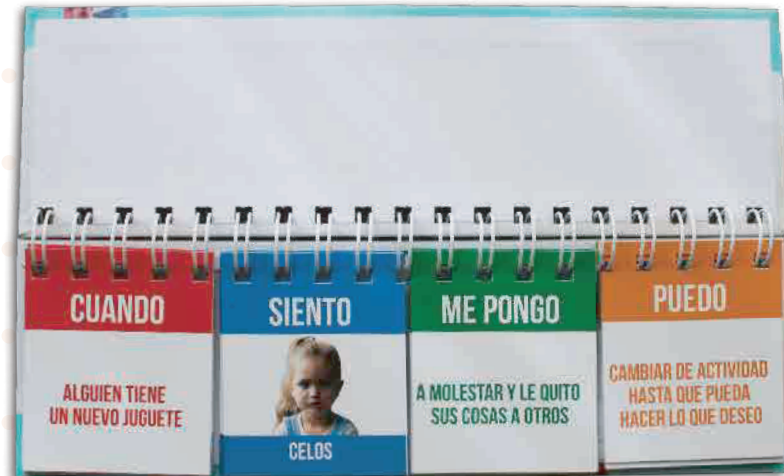 CUANDO
ALGUIEN TIENE
UN NUEVO JUGUETE
SIENTO
CELOS
ME PONGO
A MOLESTAR Y LE QUITO
SUS COSAS A OTROS
PUEDO
CAMBIAR DE ACTIVIDAD
HASTA QUE PUEDA
HACER LO QUE DESEO